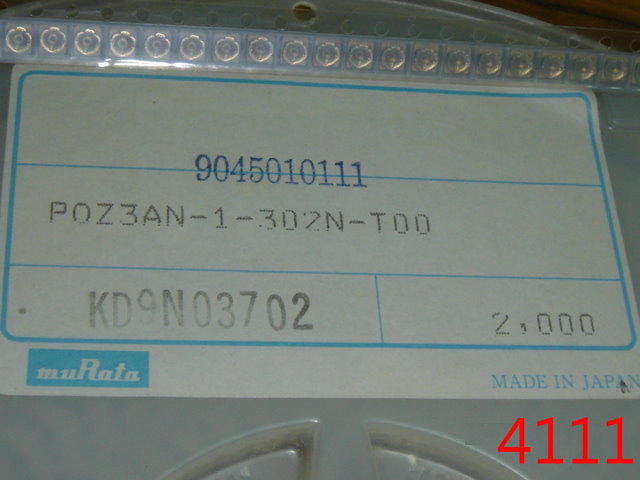 9045010111
POZ3AN-1-302N-T00
KD9N03702
2,000
muRata
MADE IN JAPAN
4111